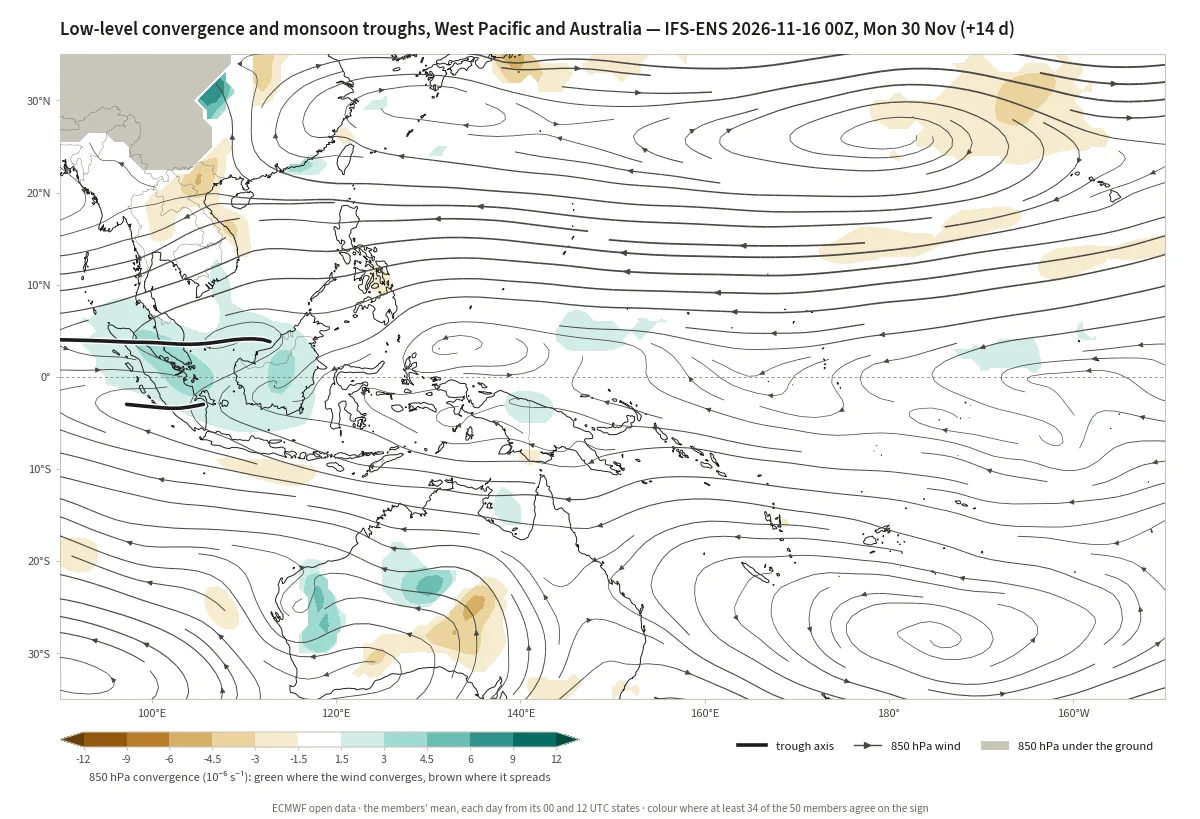 Low-level convergence and monsoon troughs, West Pacific and Australia — IFS-ENS 2026-11-16 00Z, Mon 30 Nov (+14 d)
30°N
20°N
10°N
0°
10°S
20°S
30°S
100°E 120°E 140°E 160°E 180° 160°W
-12 -9 -6 -4.5 -3 -1.5 1.5 3 4.5 6 9 12
850 hPa convergence (10⁻⁶ s⁻¹): green where the wind converges, brown where it spreads
trough axis 850 hPa wind 850 hPa under the ground
ECMWF open data · the members' mean, each day from its 00 and 12 UTC states · colour where at least 34 of the 50 members agree on the sign